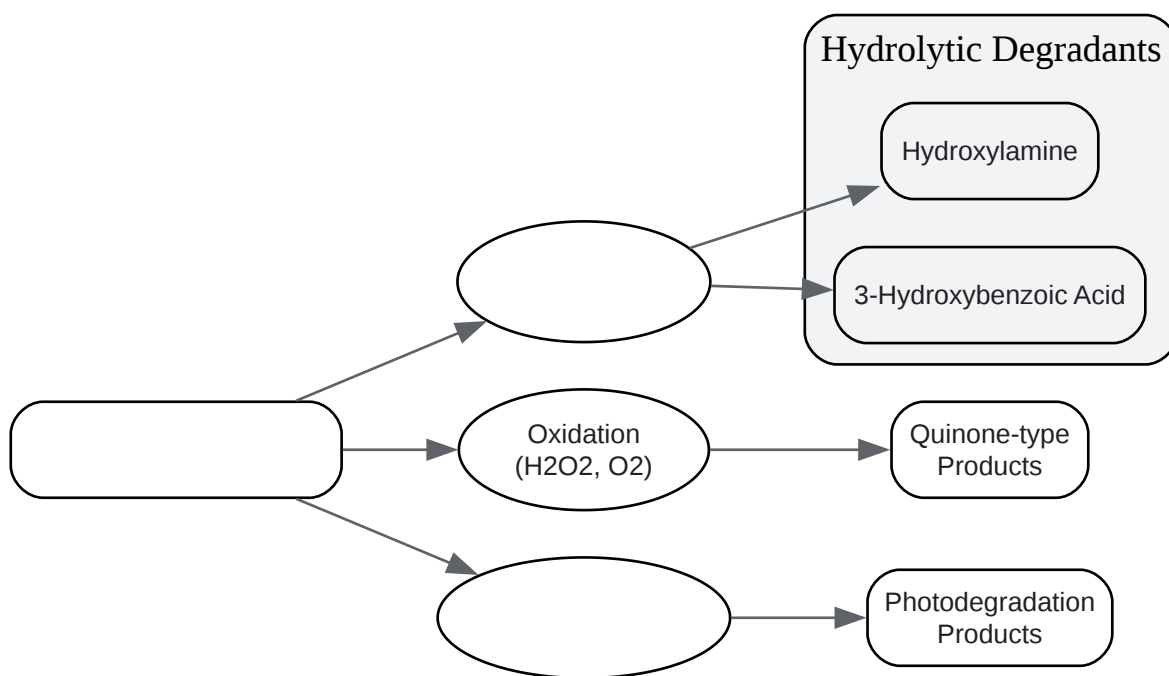 Hydrolytic Degradants
Hydroxylamine
3-Hydroxybenzoic Acid
Oxidation
(H2O2, O2)
Quinone-type
Products
Photodegradation
Products